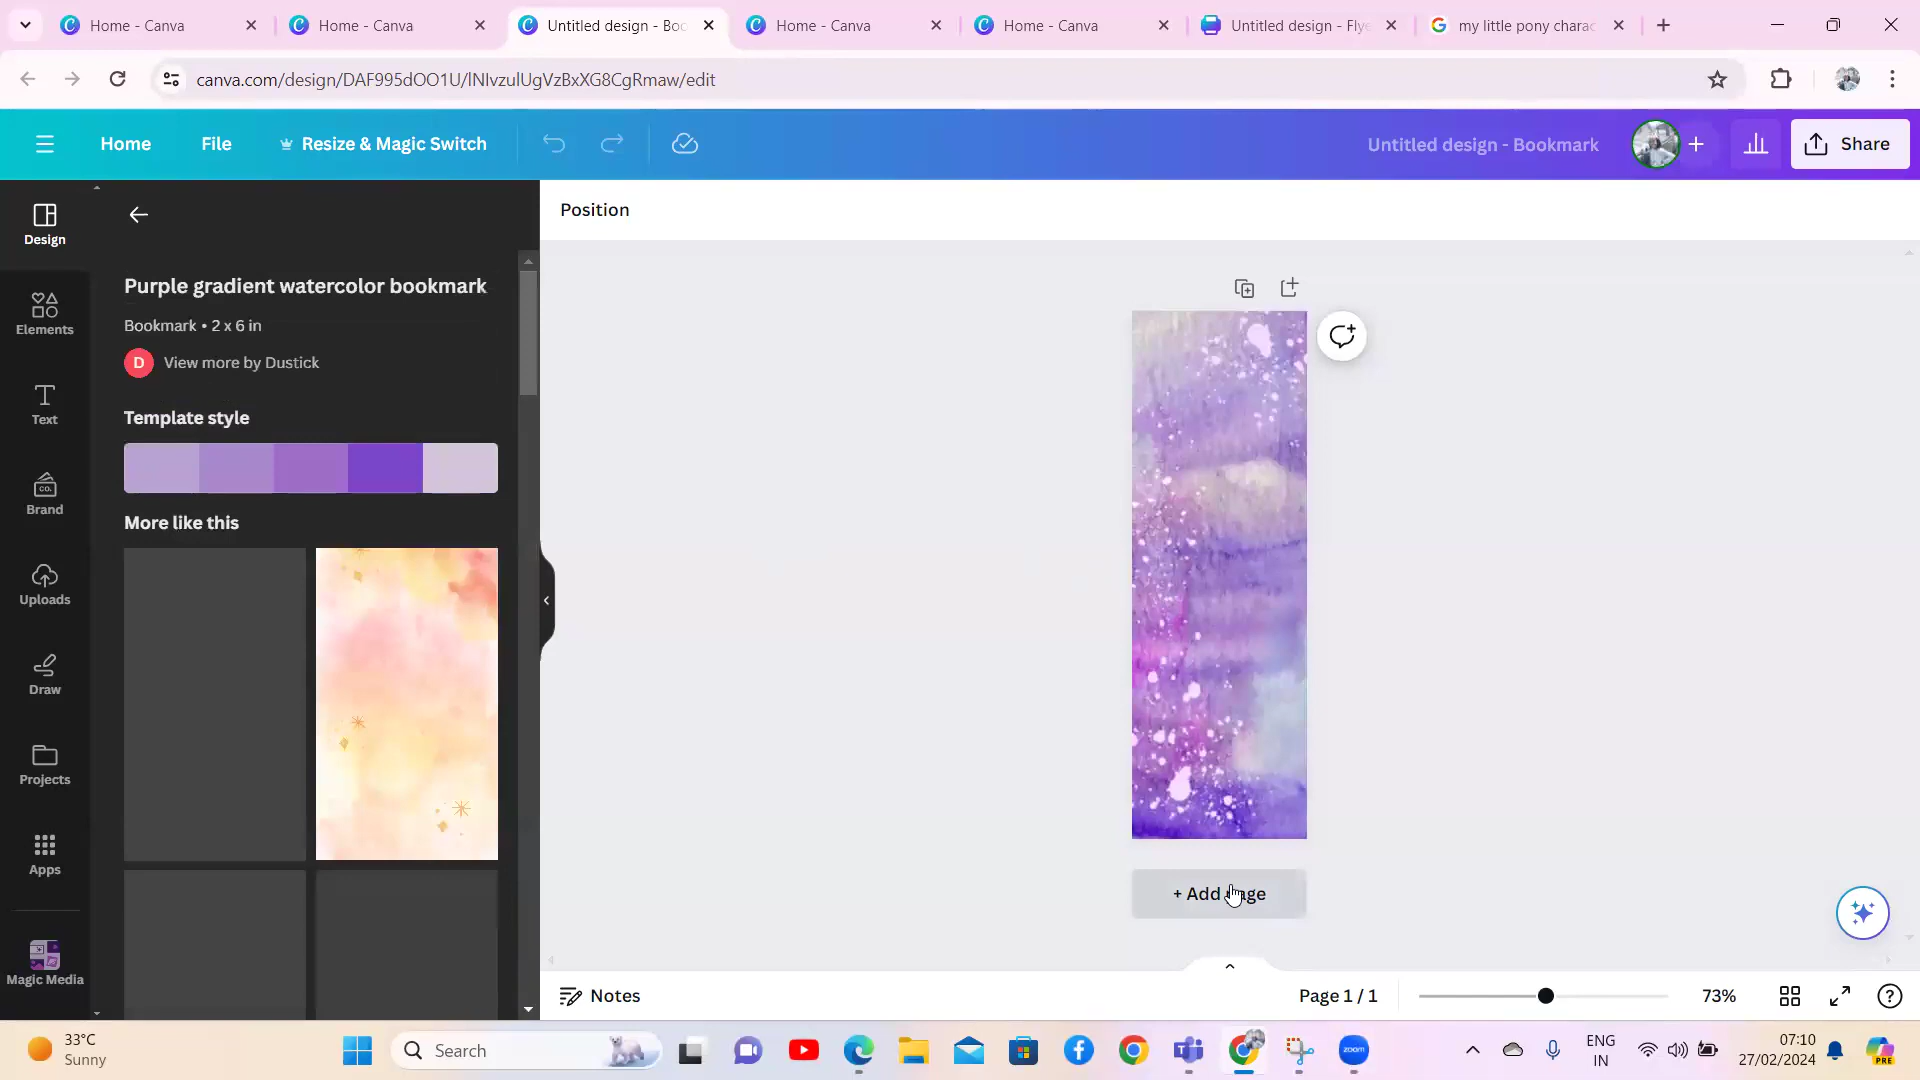 Home - Canva
Home - Canva
Untitled design - Boo
Home - Canva
Home - Canva
Untitled design - Flye
my little pony charac
canva.com/design/DAF995dOO1U/lNIvzulUgVzBxXG8CgRmaw/edit
Home
File
Resize & Magic Switch
Untitled design - Bookmark
Share
Design
Elements
Text
CO.
Brand
Uploads
Draw
Projects
Apps
Magic Media
Purple gradient watercolor bookmark
Bookmark • 2 x 6 in
D
View more by Dustick
Template style
More like this
Position
+ Add page
Notes
Page 1 / 1
73%
33°C
Sunny
Search
zoom
ENG
IN
07:10
27/02/2024
PRE